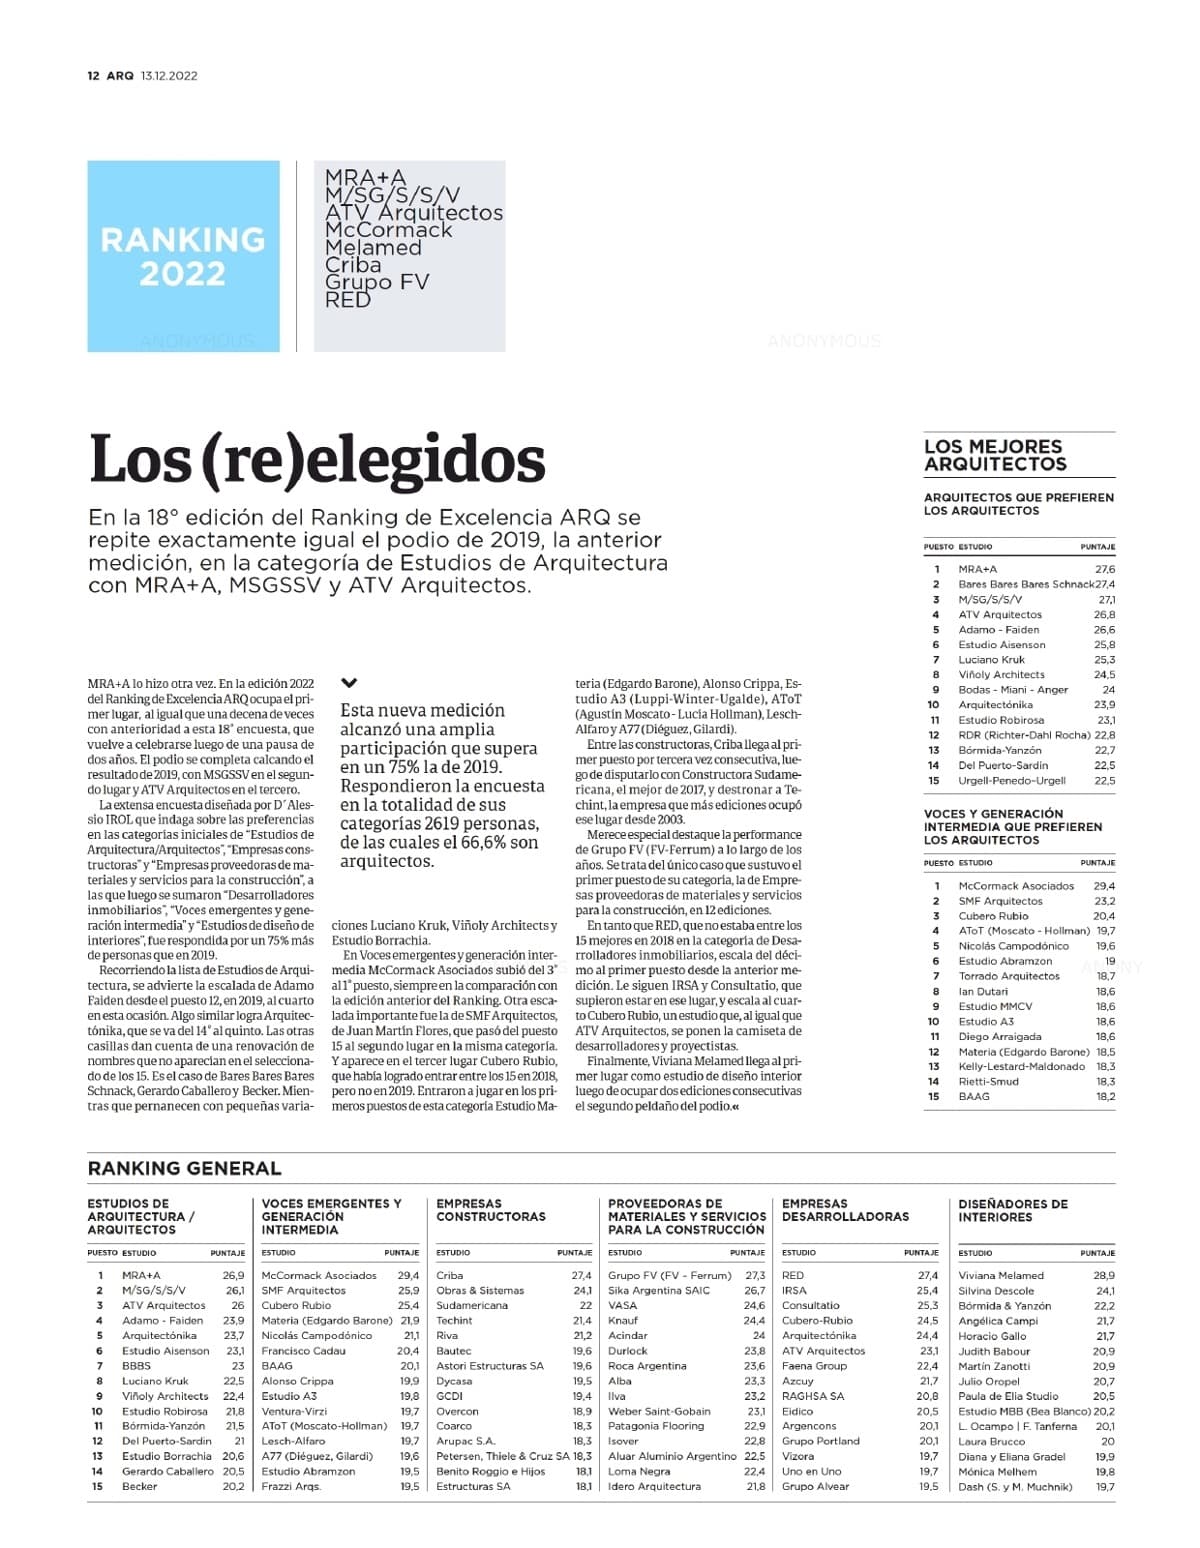 12 ARQ 13.12.2022
RANKING
2022
MRA+A
M/SG/S/S/V
ATV Arquitectos
McCormack
Melamed
Criba
Grupo FV
RED
ANONYMOUS
ANONYMOUS
Los (re)elegidos
En la 18° edición del Ranking de Excelencia ARQ se
repite exactamente igual el podio de 2019, la anterior
medición, en la categoría de Estudios de Arquitectura
con MRA+A, MSGSSV y ATV Arquitectos.
MRA+A lo hizo otra vez. En la edición 2022
del Ranking de Excelencia ARQ ocupa el pri-
mer lugar, al igual que una decena de veces
con anterioridad a esta 18° encuesta, que
vuelve a celebrarse luego de una pausa de
dos años. El podio se completa calcando el
resultado de 2019, con MSGSSV en el segun-
do lugar y ATV Arquitectos en el tercero.
La extensa encuesta diseñada por D´Ales-
sio IROL que indaga sobre las preferencias
en las categorías iniciales de “Estudios de
Arquitectura/Arquitectos”, “Empresas cons-
tructoras” y “Empresas proveedoras de ma-
teriales y servicios para la construcción”, a
las que luego se sumaron “Desarrolladores
inmobiliarios”, “Voces emergentes y gene-
ración intermedia” y “Estudios de diseño de
interiores”, fue respondida por un 75% más
de personas que en 2019.
Recorriendo la lista de Estudios de Arqui-
tectura, se advierte la escalada de Adamo
Faiden desde el puesto 12, en 2019, al cuarto
en esta ocasión. Algo similar logra Arquitec-
tónika, que se va del 14° al quinto. Las otras
casillas dan cuenta de una renovación de
nombres que no aparecían en el selecciona-
do de los 15. Es el caso de Bares Bares Bares
Schnack, Gerardo Caballero y Becker. Mien-
tras que pernanecen con pequeñas varia-
Esta nueva medición
alcanzó una amplia
participación que supera
en un 75% la de 2019.
Respondieron la encuesta
en la totalidad de sus
categorías 2619 personas,
de las cuales el 66,6% son
arquitectos.
ciones Luciano Kruk, Viñoly Architects y
Estudio Borrachia.
En Voces emergentes y generación inter-
media McCormack Asociados subió del 3°
al 1° puesto, siempre en la comparación con
la edición anterior del Ranking. Otra esca-
lada importante fue la de SMF Arquitectos,
de Juan Martín Flores, que pasó del puesto
15 al segundo lugar en la misma categoría.
Y aparece en el tercer lugar Cubero Rubio,
que había logrado entrar entre los 15 en 2018,
pero no en 2019. Entraron a jugar en los pri-
meros puestos de esta categoría Estudio Ma-
teria (Edgardo Barone), Alonso Crippa, Es-
tudio A3 (Luppi-Winter-Ugalde), AToT
(Agustín Moscato - Lucía Hollman), Lesch-
Alfaro y A77 (Diéguez, Gilardi).
Entre las constructoras, Criba llega al pri-
mer puesto por tercera vez consecutiva, lue-
go de disputarlo con Constructora Sudame-
ricana, el mejor de 2017, y destronar a Te-
chint, la empresa que más ediciones ocupó
ese lugar desde 2003.
Merece especial destaque la performance
de Grupo FV (FV-Ferrum) a lo largo de los
años. Se trata del único caso que sustuvo el
primer puesto de su categoría, la de Empre-
sas proveedoras de materiales y servicios
para la construcción, en 12 ediciones.
En tanto que RED, que no estaba entre los
15 mejores en 2018 en la categoría de Desa-
rrolladores inmobiliarios, escala del déci-
mo al primer puesto desde la anterior me-
dición. Le siguen IRSA y Consultatio, que
supieron estar en ese lugar, y escala al cuar-
to Cubero Rubio, un estudio que, al igual que
ATV Arquitectos, se ponen la camiseta de
desarrolladores y proyectistas.
Finalmente, Viviana Melamed llega al pri-
mer lugar como estudio de diseño interior
luego de ocupar dos ediciones consecutivas
el segundo peldaño del podio.«
LOS MEJORES
ARQUITECTOS
ARQUITECTOS QUE PREFIEREN
LOS ARQUITECTOS
PUESTO ESTUDIO PUNTAJE
1 MRA+A 27,6
2 Bares Bares Bares Schnack 27,4
3 M/SG/S/S/V 27,1
4 ATV Arquitectos 26,8
5 Adamo - Faiden 26,6
6 Estudio Aisenson 25,8
7 Luciano Kruk 25,3
8 Viñoly Architects 24,5
9 Bodas - Miani - Anger 24
10 Arquitectónika 23,9
11 Estudio Robirosa 23,1
12 RDR (Richter-Dahl Rocha) 22,8
13 Bórmida-Yanzón 22,7
14 Del Puerto-Sardin 22,5
15 Urgell-Penedo-Urgell 22,5
VOCES Y GENERACIÓN
INTERMEDIA QUE PREFIEREN
LOS ARQUITECTOS
PUESTO ESTUDIO PUNTAJE
1 McCormack Asociados 29,4
2 SMF Arquitectos 23,2
3 Cubero Rubio 20,4
4 AToT (Moscato - Hollman) 19,7
5 Nicolás Campodónico 19,6
6 Estudio Abramzon 19
7 Torrado Arquitectos 18,7
8 Ian Dutari 18,6
9 Estudio MMCV 18,6
10 Estudio A3 18,6
11 Diego Arraigada 18,6
12 Materia (Edgardo Barone) 18,5
13 Kelly-Lestard-Maldonado 18,3
14 Rietti-Smud 18,3
15 BAAG 18,2
RANKING GENERAL
ESTUDIOS DE
ARQUITECTURA /
ARQUITECTOS
PUESTO ESTUDIO PUNTAJE
1 MRA+A 26,9
2 M/SG/S/S/V 26,1
3 ATV Arquitectos 26
4 Adamo - Faiden 23,9
5 Arquitectónika 23,7
6 Estudio Aisenson 23,1
7 BBBS 23
8 Luciano Kruk 22,5
9 Viñoly Architects 22,4
10 Estudio Robirosa 21,8
11 Bórmida-Yanzón 21,5
12 Del Puerto-Sardin 21
13 Estudio Borrachia 20,6
14 Gerardo Caballero 20,5
15 Becker 20,2
VOCES EMERGENTES Y
GENERACIÓN
INTERMEDIA
ESTUDIO PUNTAJE
McCormack Asociados 29,4
SMF Arquitectos 25,9
Cubero Rubio 25,4
Materia (Edgardo Barone) 21,9
Nicolás Campodónico 21,1
Francisco Cadau 20,4
BAAG 20,1
Alonso Crippa 19,9
Estudio A3 19,8
Ventura-Virzi 19,7
AToT (Moscato-Hollman) 19,7
Lesch-Alfaro 19,7
A77 (Diéguez, Gilardi) 19,6
Estudio Abramzon 19,5
Frazzi Arqs. 19,5
EMPRESAS
CONSTRUCTORAS
ESTUDIO PUNTAJE
Criba 27,4
Obras & Sistemas 24,1
Sudamericana 22
Techint 21,4
Riva 21,2
Bautec 19,6
Astori Estructuras SA 19,6
Dycasa 19,5
GCDI 19,4
Overcon 18,9
Coarco 18,3
Arupac S.A. 18,3
Petersen, Thiele & Cruz SA 18,3
Benito Roggio e Hijos 18,1
Estructuras SA 18,1
PROVEEDORAS DE
MATERIALES Y SERVICIOS
PARA LA CONSTRUCCIÓN
ESTUDIO PUNTAJE
Grupo FV (FV - Ferrum) 27,3
Sika Argentina SAIC 26,7
VASA 24,6
Knauf 24,4
Acindar 24
Durlock 23,8
Roca Argentina 23,6
Alba 23,3
Ilva 23,2
Weber Saint-Gobain 23,1
Patagonia Flooring 22,9
Isover 22,8
Aluar Aluminio Argentino 22,5
Loma Negra 22,4
Idero Arquitectura 21,8
EMPRESAS
DESARROLLADORAS
ESTUDIO PUNTAJE
RED 27,4
IRSA 25,4
Consultatio 25,3
Cubero-Rubio 24,5
Arquitectónika 24,4
ATV Arquitectos 23,1
Faena Group 22,4
Azcuy 21,7
RAGHSA SA 20,8
Eidico 20,5
Argencons 20,1
Grupo Portland 20,1
Vizora 19,7
Uno en Uno 19,7
Grupo Alvear 19,5
DISEÑADORES DE
INTERIORES
ESTUDIO PUNTAJE
Viviana Melamed 28,9
Silvina Descole 24,1
Bórmida & Yanzón 22,2
Angélica Campi 21,7
Horacio Gallo 21,7
Judith Babour 20,9
Martín Zanotti 20,9
Julio Oropel 20,7
Paula de Elia Studio 20,5
Estudio MBB (Bea Blanco) 20,2
L. Ocampo | F. Tanferna 20,1
Laura Brucco 20
Diana y Eliana Gradel 19,9
Mónica Melhem 19,8
Dash (S. y M. Muchnik) 19,7